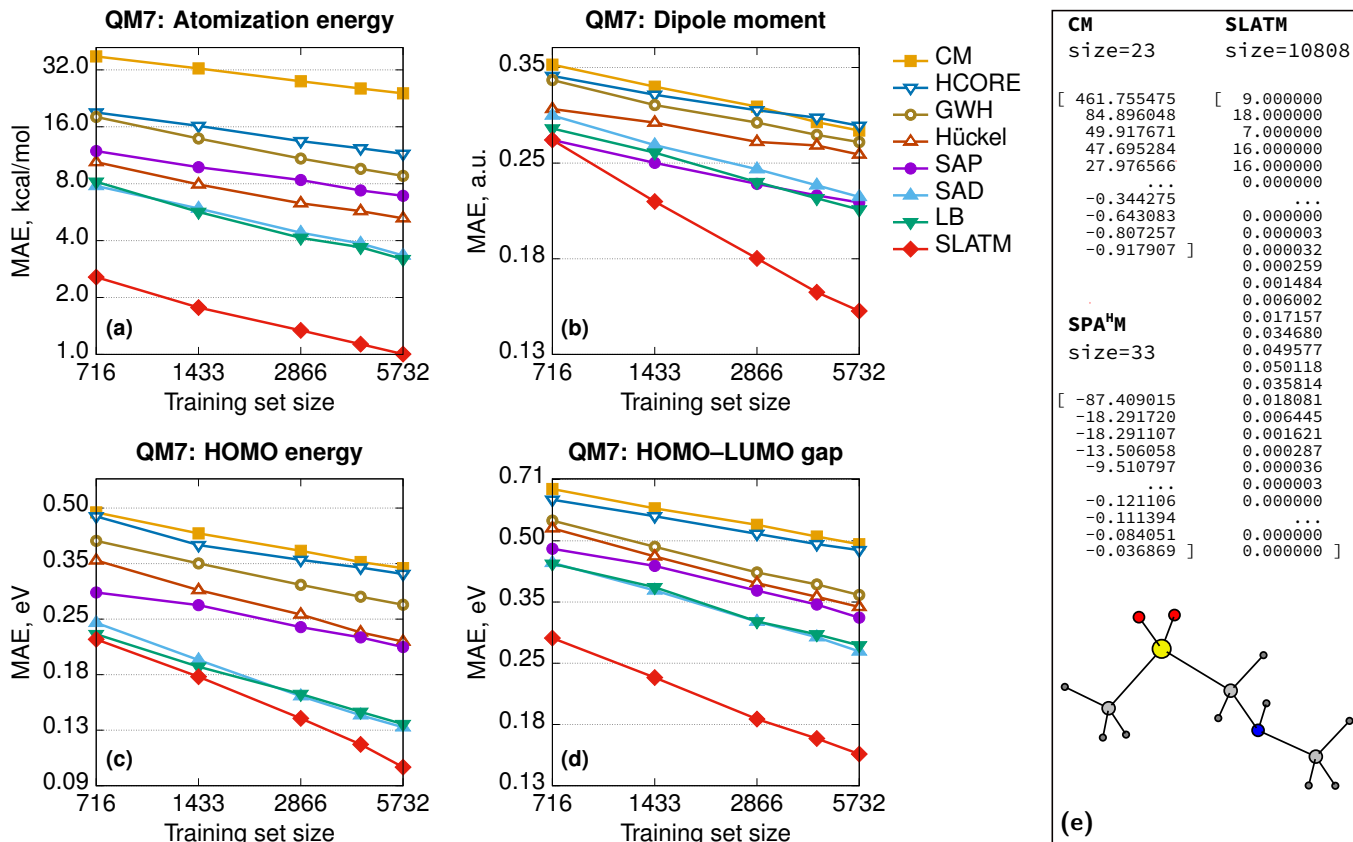 QM7: Atomization energy
MAE, kcal/mol
32.0
16.0
8.0
4.0
2.0
1.0
(a)
716 1433 2866 5732
Training set size
QM7: Dipole moment
MAE, a.u.
0.35
0.25
0.18
0.13
(b)
716 1433 2866 5732
Training set size
CM
HCORE
GWH
Hückel
SAP
SAD
LB
SLATM
QM7: HOMO energy
MAE, eV
0.50
0.35
0.25
0.18
0.13
0.09
(c)
716 1433 2866 5732
Training set size
QM7: HOMO–LUMO gap
MAE, eV
0.71
0.50
0.35
0.25
0.18
0.13
(d)
716 1433 2866 5732
Training set size
CM
size=23
[ 461.755475
84.896048
49.917671
47.695284
27.976566
...
−0.344275
−0.643083
−0.807257
−0.917907 ]
SPAᴴM
size=33
[ −87.409015
−18.291720
−18.291107
−13.506058
−9.510797
...
−0.121106
−0.111394
−0.084051
−0.036869 ]
SLATM
size=10808
[ 9.000000
18.000000
7.000000
16.000000
16.000000
0.000000
...
0.000000
0.000003
0.000032
0.000259
0.001484
0.006002
0.017157
0.034680
0.049577
0.050118
0.035814
0.018081
0.006445
0.001621
0.000287
0.000036
0.000003
0.000000
...
0.000000
0.000000 ]
(e)